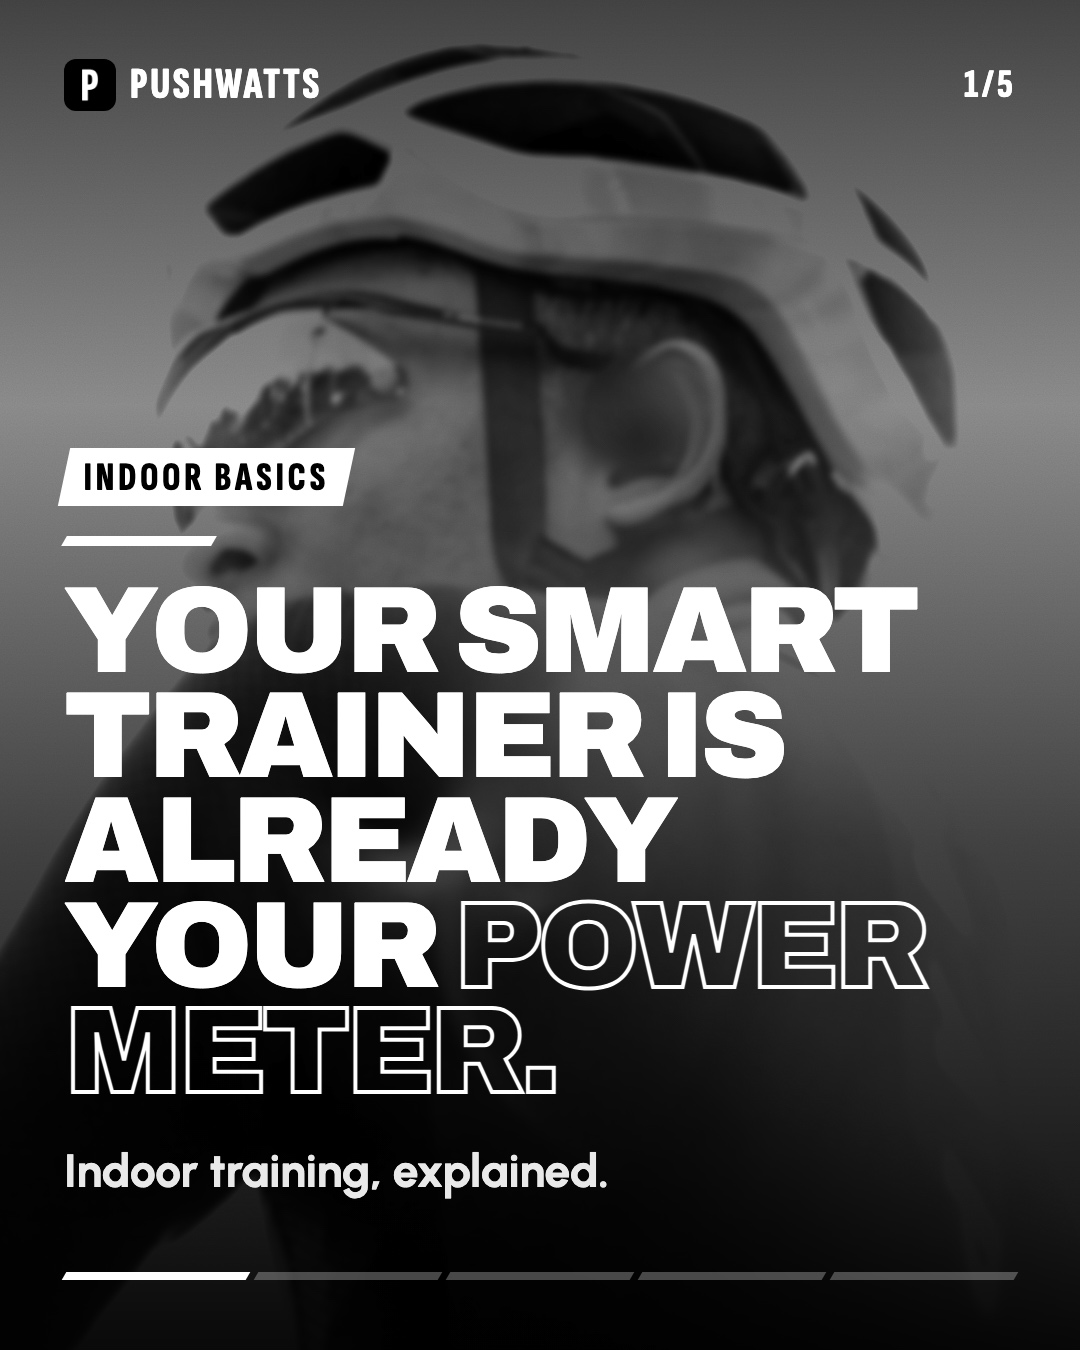 P PUSHWATTS
1/5
INDOOR BASICS
YOUR SMART
TRAINER IS
ALREADY
YOUR POWER
METER.
Indoor training, explained.